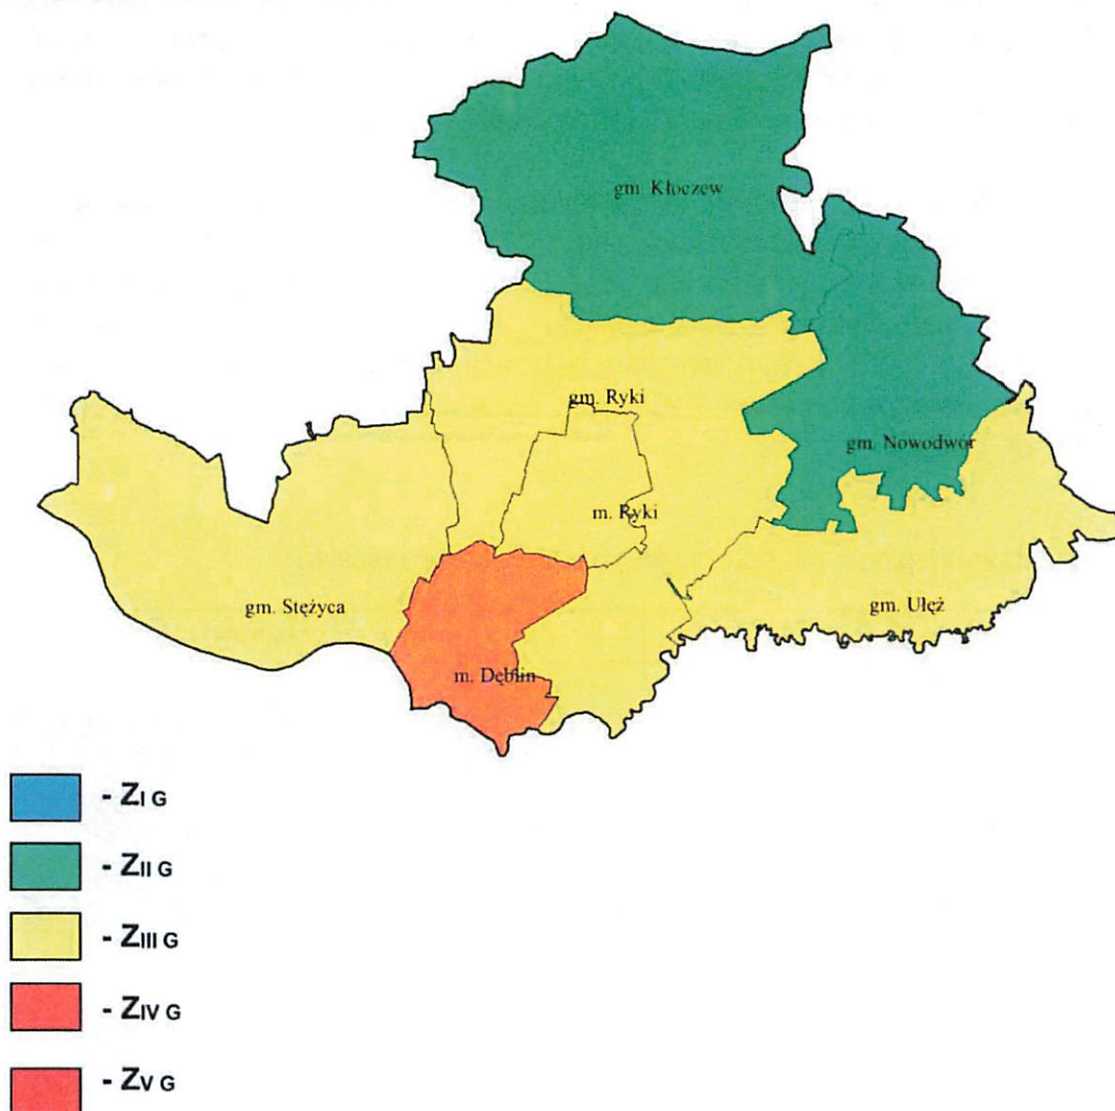 gm. Kłoczew
gm. Ryki
gm. Nowodwór
m. Ryki
gm. Stężyca
gm. Ułęż
m. Dęblin
- ZI G
- ZII G
- ZIII G
- ZIV G
- ZV G